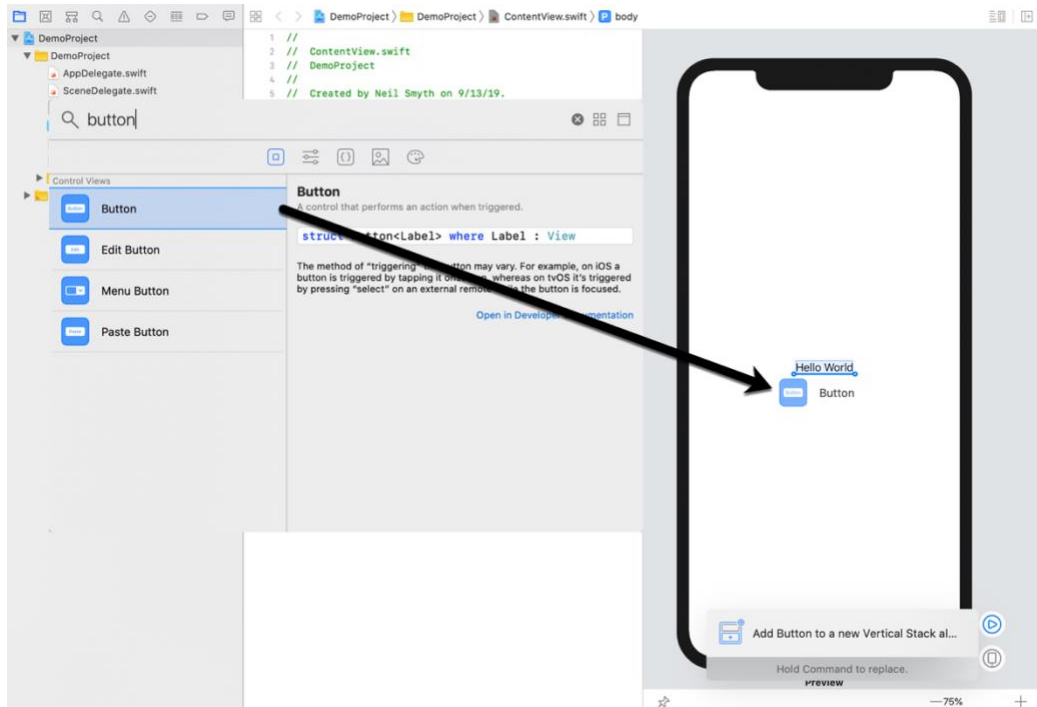 DemoProject 〉 DemoProject 〉 ContentView.swift 〉 P body
DemoProject
DemoProject
AppDelegate.swift
SceneDelegate.swift
1 //
2 // ContentView.swift
3 // DemoProject
4 //
5 // Created by Neil Smyth on 9/13/19.
button
Control Views
Button
Edit Button
Menu Button
Paste Button
Button
A control that performs an action when triggered.
struct <Label> where Label : View
The method of “triggering” button may vary. For example, on iOS a
button is triggered by tapping it , whereas on tvOS it's triggered
by pressing “select” on an external remote the button is focused.
Open in Developer
Hello World
Button
Add Button to a new Vertical Stack al...
Hold Command to replace.
Preview
—75% +